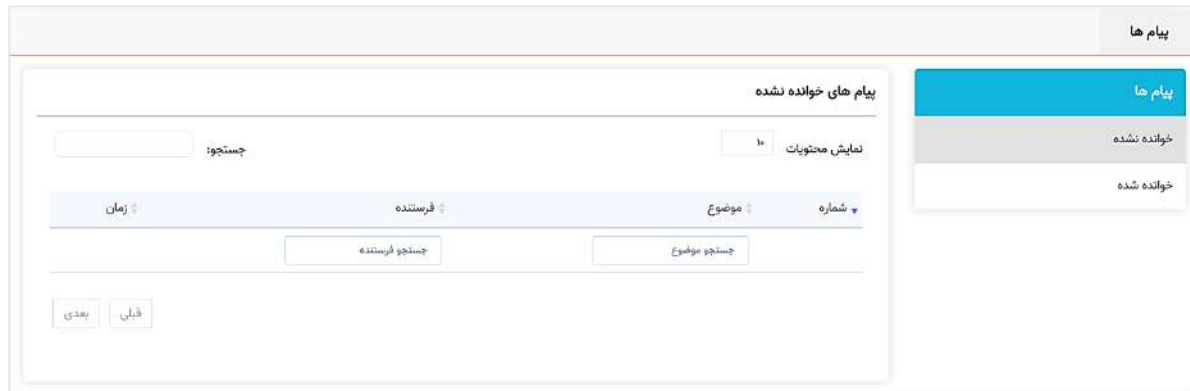 پیام ها
پیام ها
خوانده نشده
خوانده شده
پیام های خوانده نشده
نمایش محتویات ۱۰ جستجو:
شماره موضوع فرستنده زمان
جستجو موضوع جستجو فرستنده
قبلی بعدی